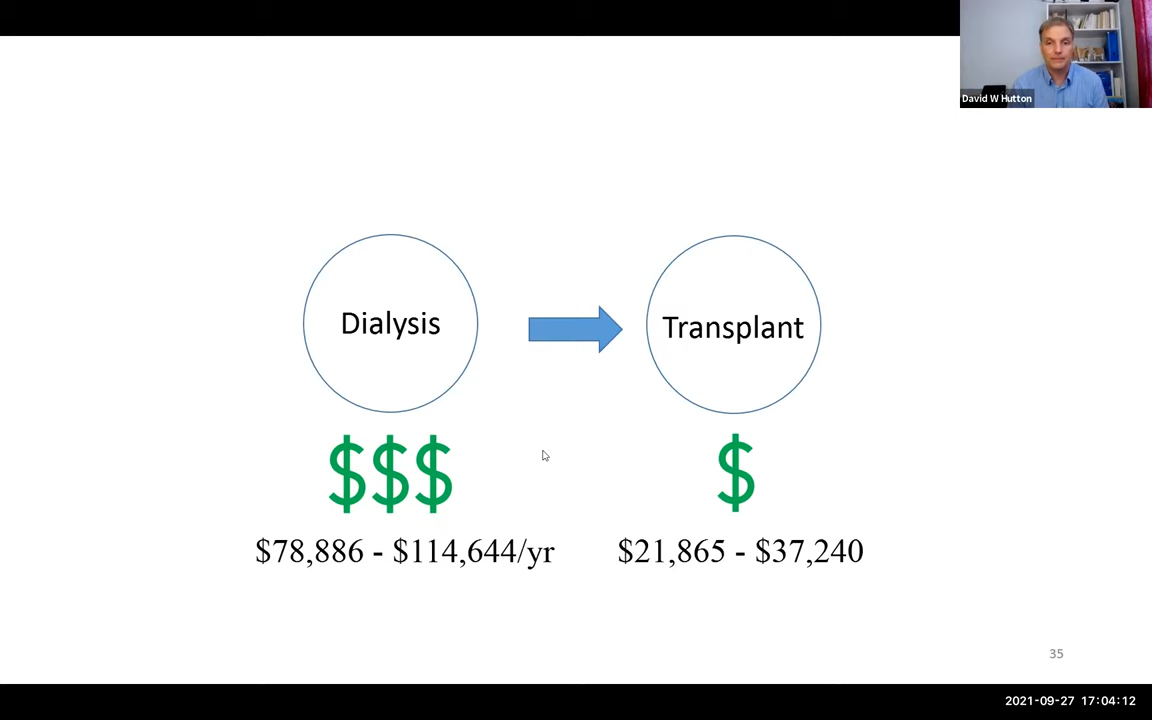 David W Hutton
Dialysis
Transplant
$$$
$
$78,886 - $114,644/yr
$21,865 - $37,240
35
2021-09-27 17:04:12